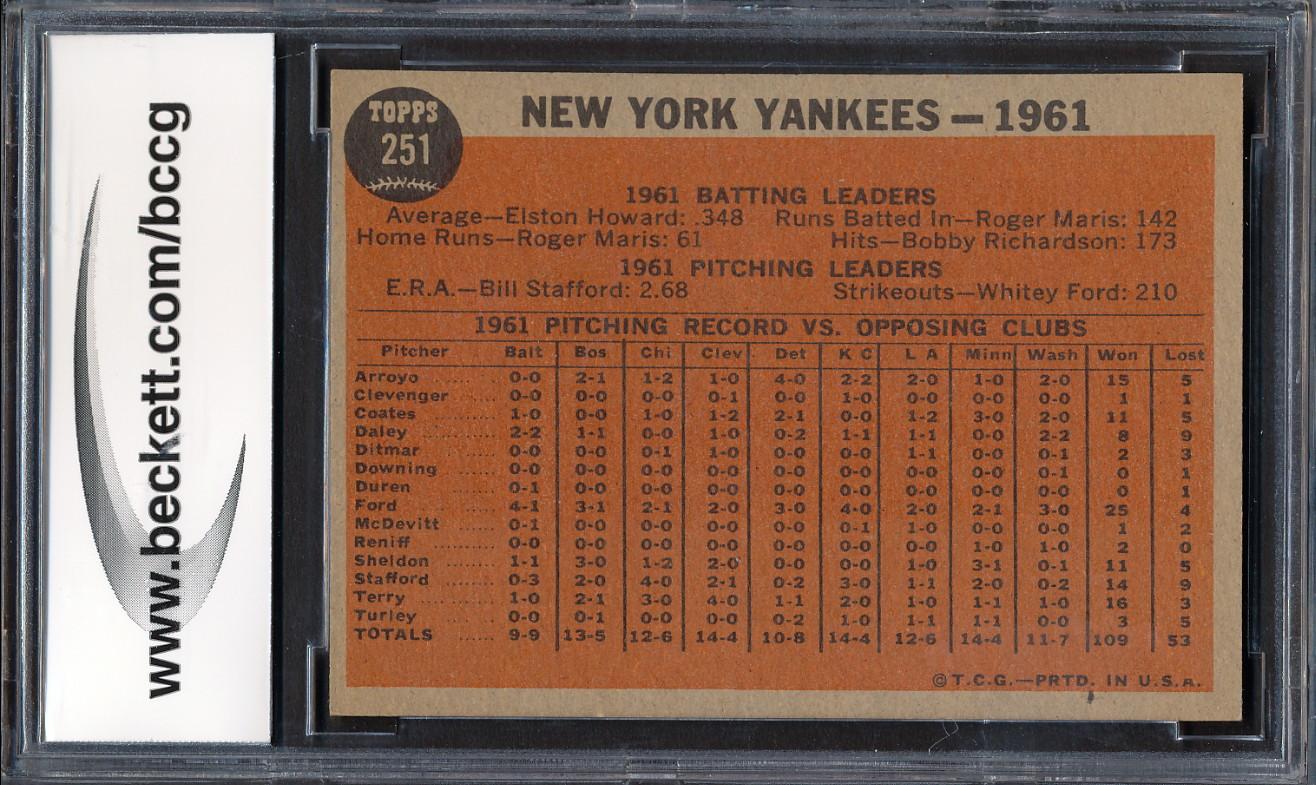 www.beckett.com/bccg
TOPPS
251
NEW YORK YANKEES — 1961
1961 BATTING LEADERS
Average—Elston Howard: .348 Runs Batted In—Roger Maris: 142
Home Runs—Roger Maris: 61 Hits—Bobby Richardson: 173
1961 PITCHING LEADERS
E.R.A.—Bill Stafford: 2.68 Strikeouts—Whitey Ford: 210
1961 PITCHING RECORD VS. OPPOSING CLUBS
Pitcher Balt Bos Chi Clev Det K C L A Minn Wash Won Lost
Arroyo ........ 0-0 2-1 1-2 1-0 4-0 2-2 2-0 1-0 2-0 15 5
Clevenger ..... 0-0 0-0 0-0 0-1 0-0 1-0 0-0 0-0 0-0 1 1
Coates ........ 1-0 0-0 1-0 1-2 2-1 0-0 1-2 3-0 2-0 11 5
Daley .......... 2-2 1-1 0-0 1-0 0-2 1-1 1-1 0-0 2-2 8 9
Ditmar ........ 0-0 0-0 0-1 1-0 0-0 0-0 1-1 0-0 0-1 2 3
Downing ...... 0-0 0-0 0-0 0-0 0-0 0-0 0-0 0-0 0-1 0 1
Duren ....... 0-1 0-0 0-0 0-0 0-0 0-0 0-0 0-0 0-0 0 1
Ford .......... 4-1 3-1 2-1 2-0 3-0 4-0 2-0 2-1 3-0 25 4
McDevitt ...... 0-1 0-0 0-0 0-0 0-0 0-1 1-0 0-0 0-0 1 2
Reniff ......... 0-0 0-0 0-0 0-0 0-0 0-0 0-0 1-0 1-0 2 0
Sheldon ....... 1-1 3-0 1-2 2-0 0-0 0-0 1-0 3-1 0-1 11 5
Stafford ....... 0-3 2-0 4-0 2-1 0-2 3-0 1-1 2-0 0-2 14 9
Terry .......... 1-0 2-1 3-0 4-0 1-1 2-0 1-0 1-1 1-0 16 3
Turley ......... 0-0 0-1 0-0 0-0 0-2 1-0 1-1 1-1 0-0 3 5
TOTALS ...... 9-9 13-5 12-6 14-4 10-8 14-4 12-6 14-4 11-7 109 53
© T.C.G.—PRTD. IN U.S.A.